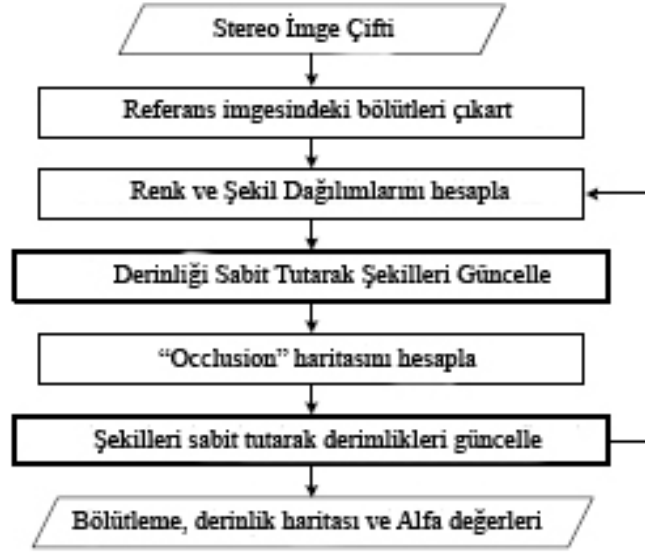 Stereo İmge Çifti
Referans imgesindeki bölütleri çıkart
Renk ve Şekil Dağılımlarını hesapla
Derinliği Sabit Tutarak Şekilleri Güncelle
“Occlusion” haritasını hesapla
Şekilleri sabit tutarak derimlikleri güncelle
Bölütleme, derinlik haritası ve Alfa değerleri